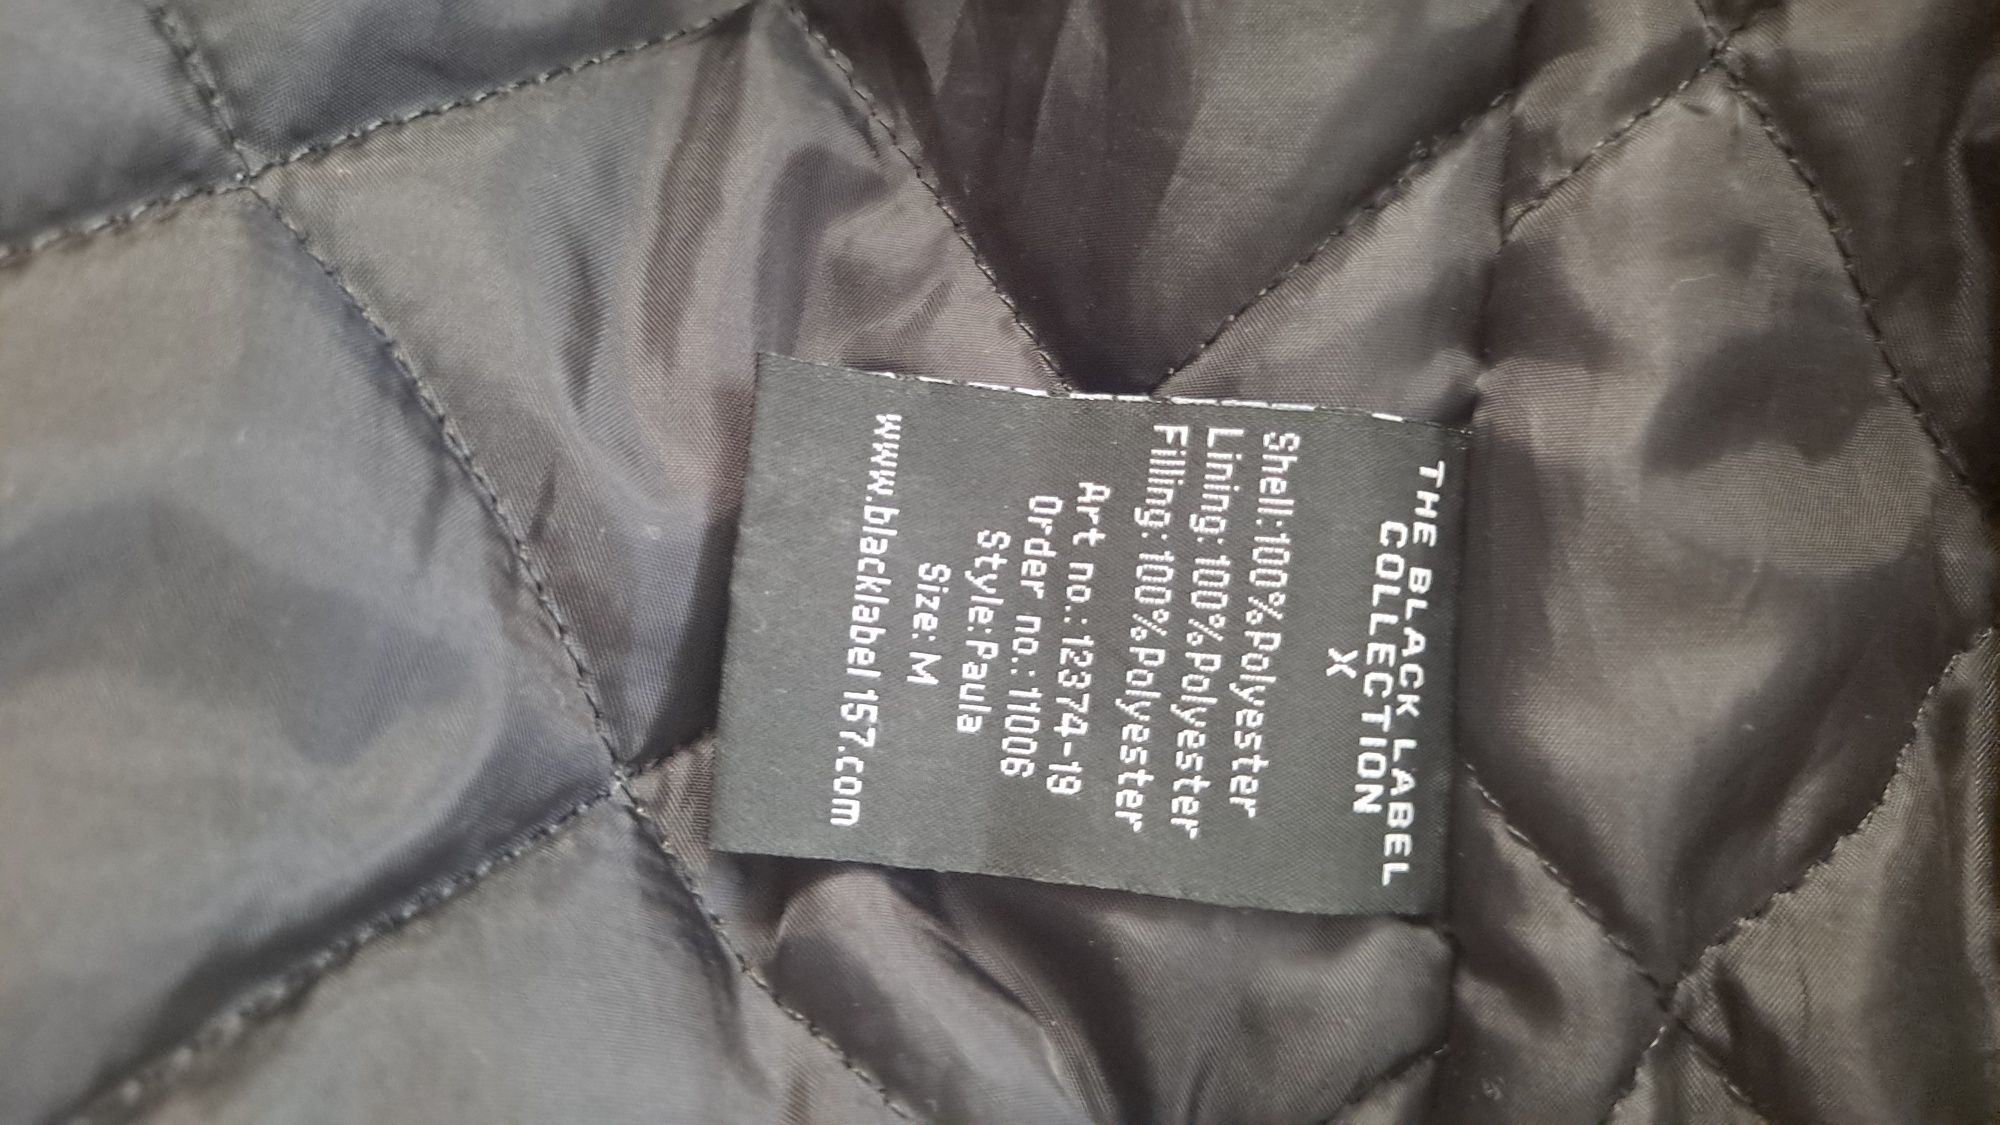 THE BLACK LABEL
COLLECTION
X
Shell:100%Polyester
Lining:100%Polyester
Filling:100%Polyester
Art no.:12374-19
Order no.:11006
Style:Paula
Size: M
www.blacklabel157.com